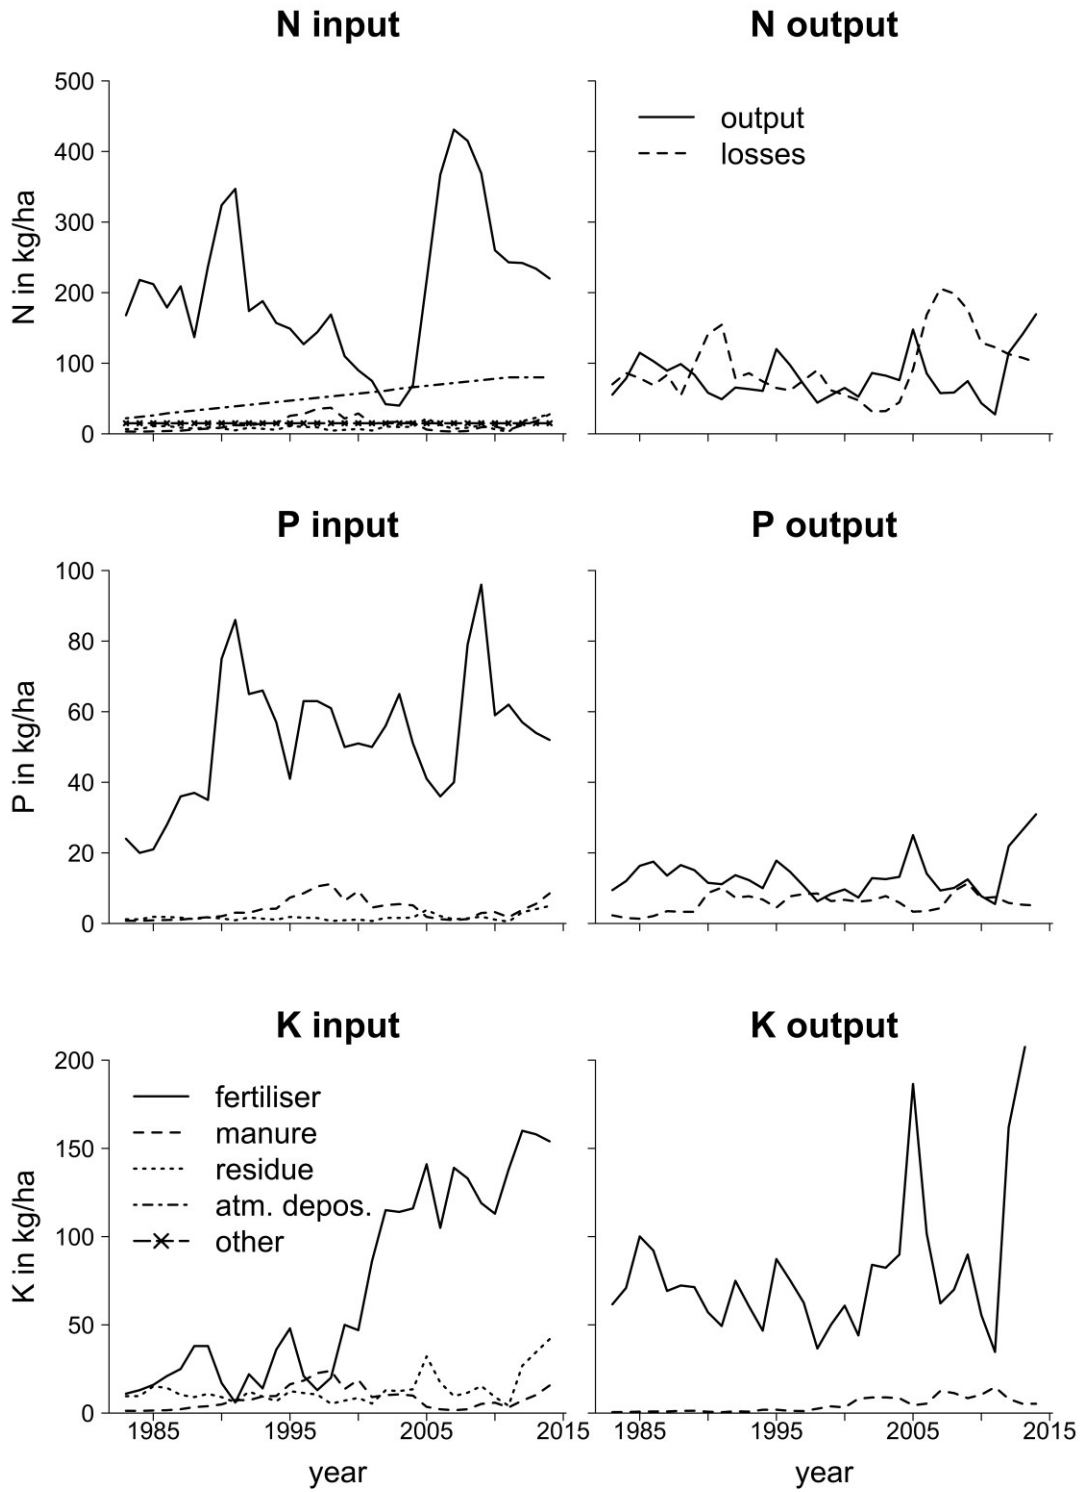 N input
N output
500
400
300
200
100
0
N in kg/ha
output
losses
P input
P output
100
80
60
40
20
0
P in kg/ha
K input
K output
200
150
100
50
0
K in kg/ha
fertiliser
manure
residue
atm. depos.
other
1985 1995 2005 2015
year
1985 1995 2005 2015
year